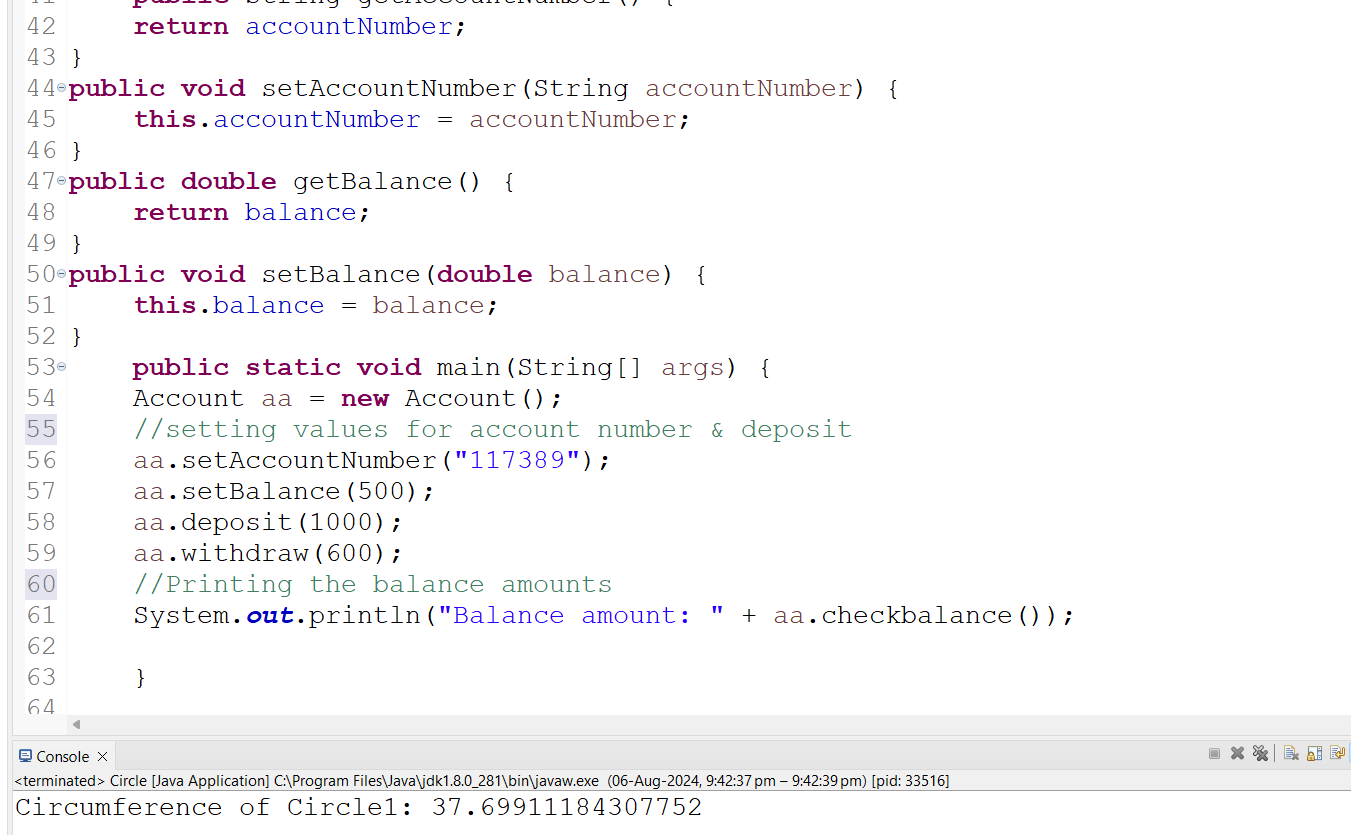 41 public String getAccountNumber() {
42 return accountNumber;
43 }
44 public void setAccountNumber(String accountNumber) {
45 this.accountNumber = accountNumber;
46 }
47 public double getBalance() {
48 return balance;
49 }
50 public void setBalance(double balance) {
51 this.balance = balance;
52 }
53 public static void main(String[] args) {
54 Account aa = new Account();
55 //setting values for account number & deposit
56 aa.setAccountNumber("117389");
57 aa.setBalance(500);
58 aa.deposit(1000);
59 aa.withdraw(600);
60 //Printing the balance amounts
61 System.out.println("Balance amount: " + aa.checkbalance());
62
63 }
64
Console
<terminated> Circle [Java Application] C:\Program Files\Java\jdk1.8.0_281\bin\javaw.exe (06-Aug-2024, 9:42:37 pm – 9:42:39 pm) [pid: 33516]
Circumference of Circle1: 37.69911184307752